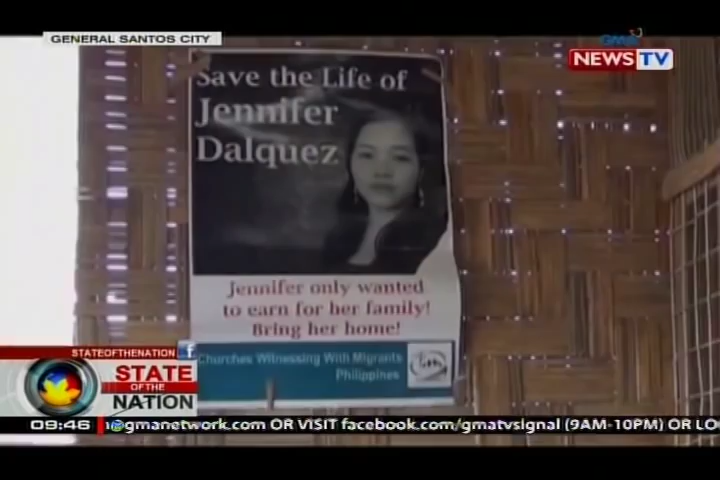 GENERAL SANTOS CITY
GMA
NEWS TV
Save the Life of
Jennifer
Dalquez
Jennifer only wanted
to earn for her family!
Bring her home!
Churches Witnessing With Migrants
Philippines
STATEOFTHENATION f
STATE
OF THE
NATION
09:46 @gmanetwork.com OR VISIT facebook.com/gmatvsignal (9AM-10PM) OR LO